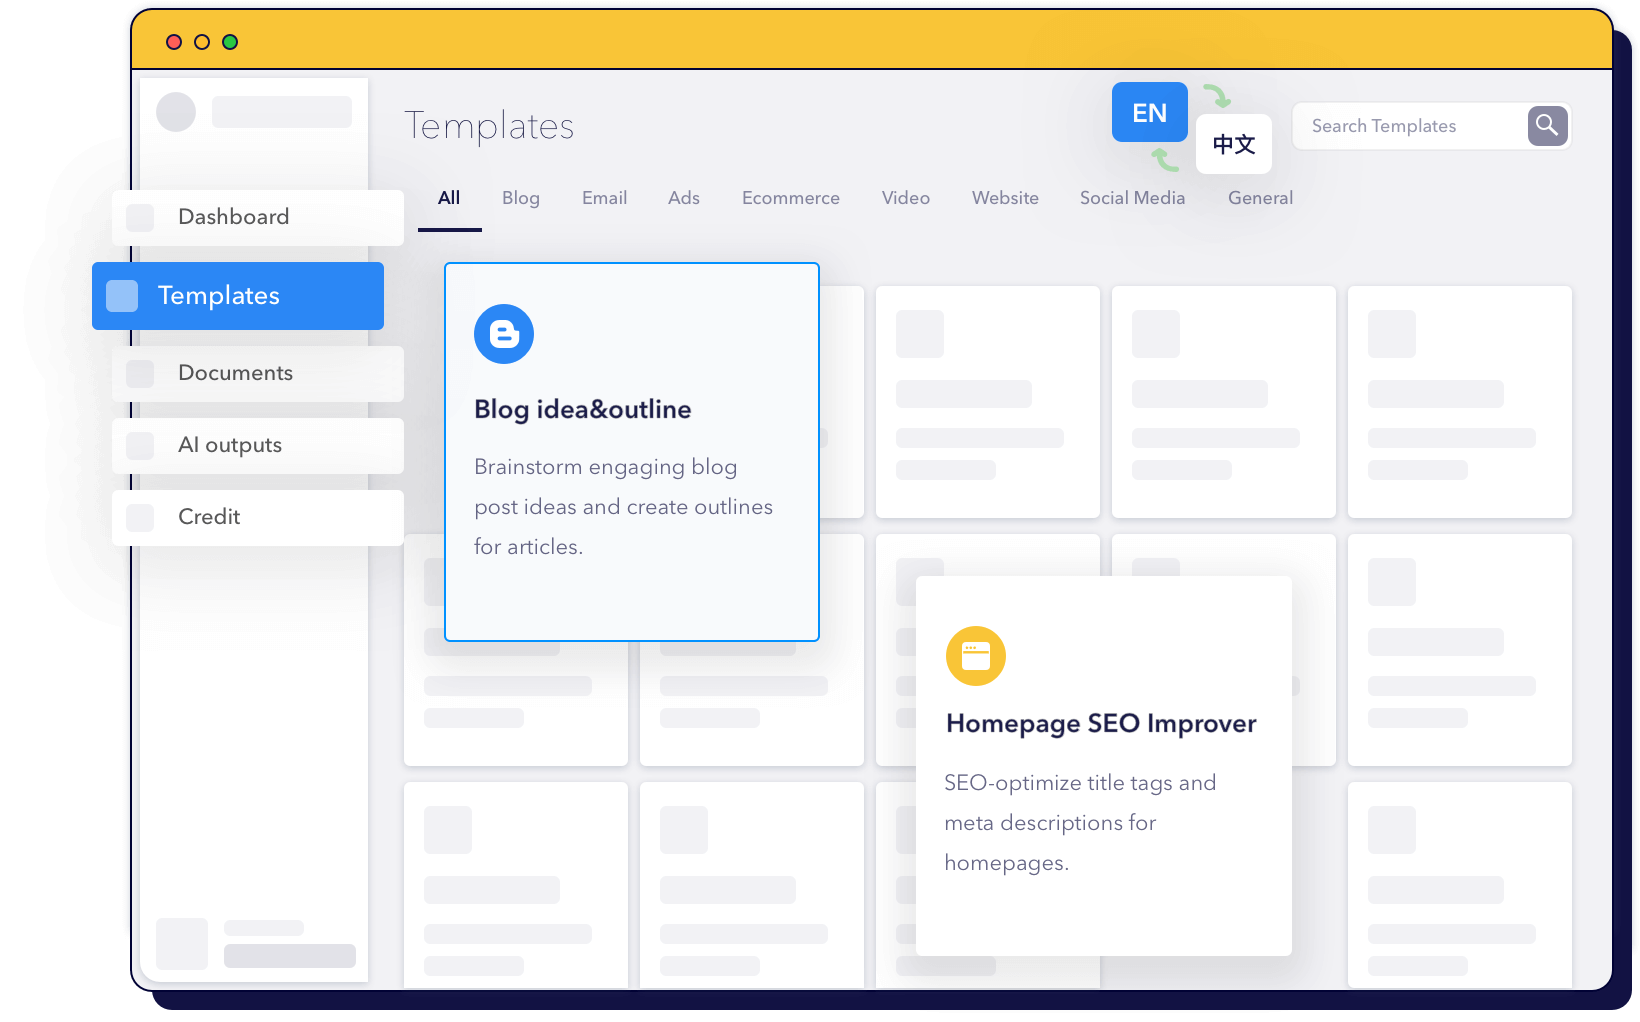 Templates
EN
中文
Search Templates
All
Blog
Email
Ads
Ecommerce
Video
Website
Social Media
General
Dashboard
Templates
Documents
AI outputs
Credit
Blog idea&outline
Brainstorm engaging blog
post ideas and create outlines
for articles.
Homepage SEO Improver
SEO-optimize title tags and
meta descriptions for
homepages.